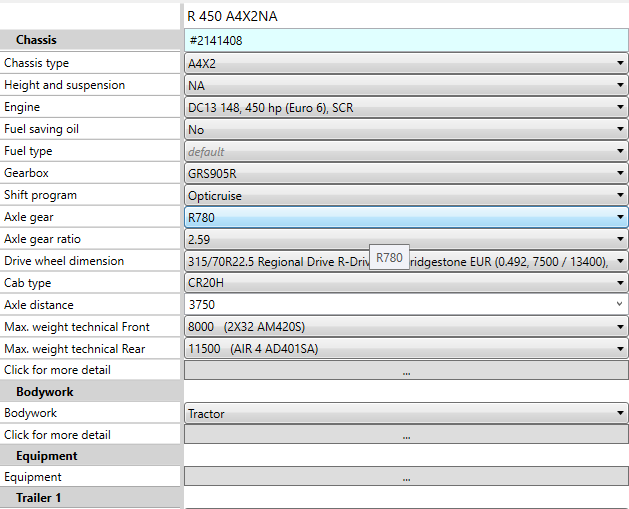 R 450 A4X2NA
Chassis #2141408
Chassis type A4X2
Height and suspension NA
Engine DC13 148, 450 hp (Euro 6), SCR
Fuel saving oil No
Fuel type default
Gearbox GRS905R
Shift program Opticruise
Axle gear R780
Axle gear ratio 2.59
Drive wheel dimension 315/70R22.5 Regional Drive R-Driv ridgestone EUR (0.492, 7500 / 13400),
R780
Cab type CR20H
Axle distance 3750
Max. weight technical Front 8000 (2X32 AM420S)
Max. weight technical Rear 11500 (AIR 4 AD401SA)
Click for more detail ...
Bodywork
Bodywork Tractor
Click for more detail ...
Equipment
Equipment ...
Trailer 1